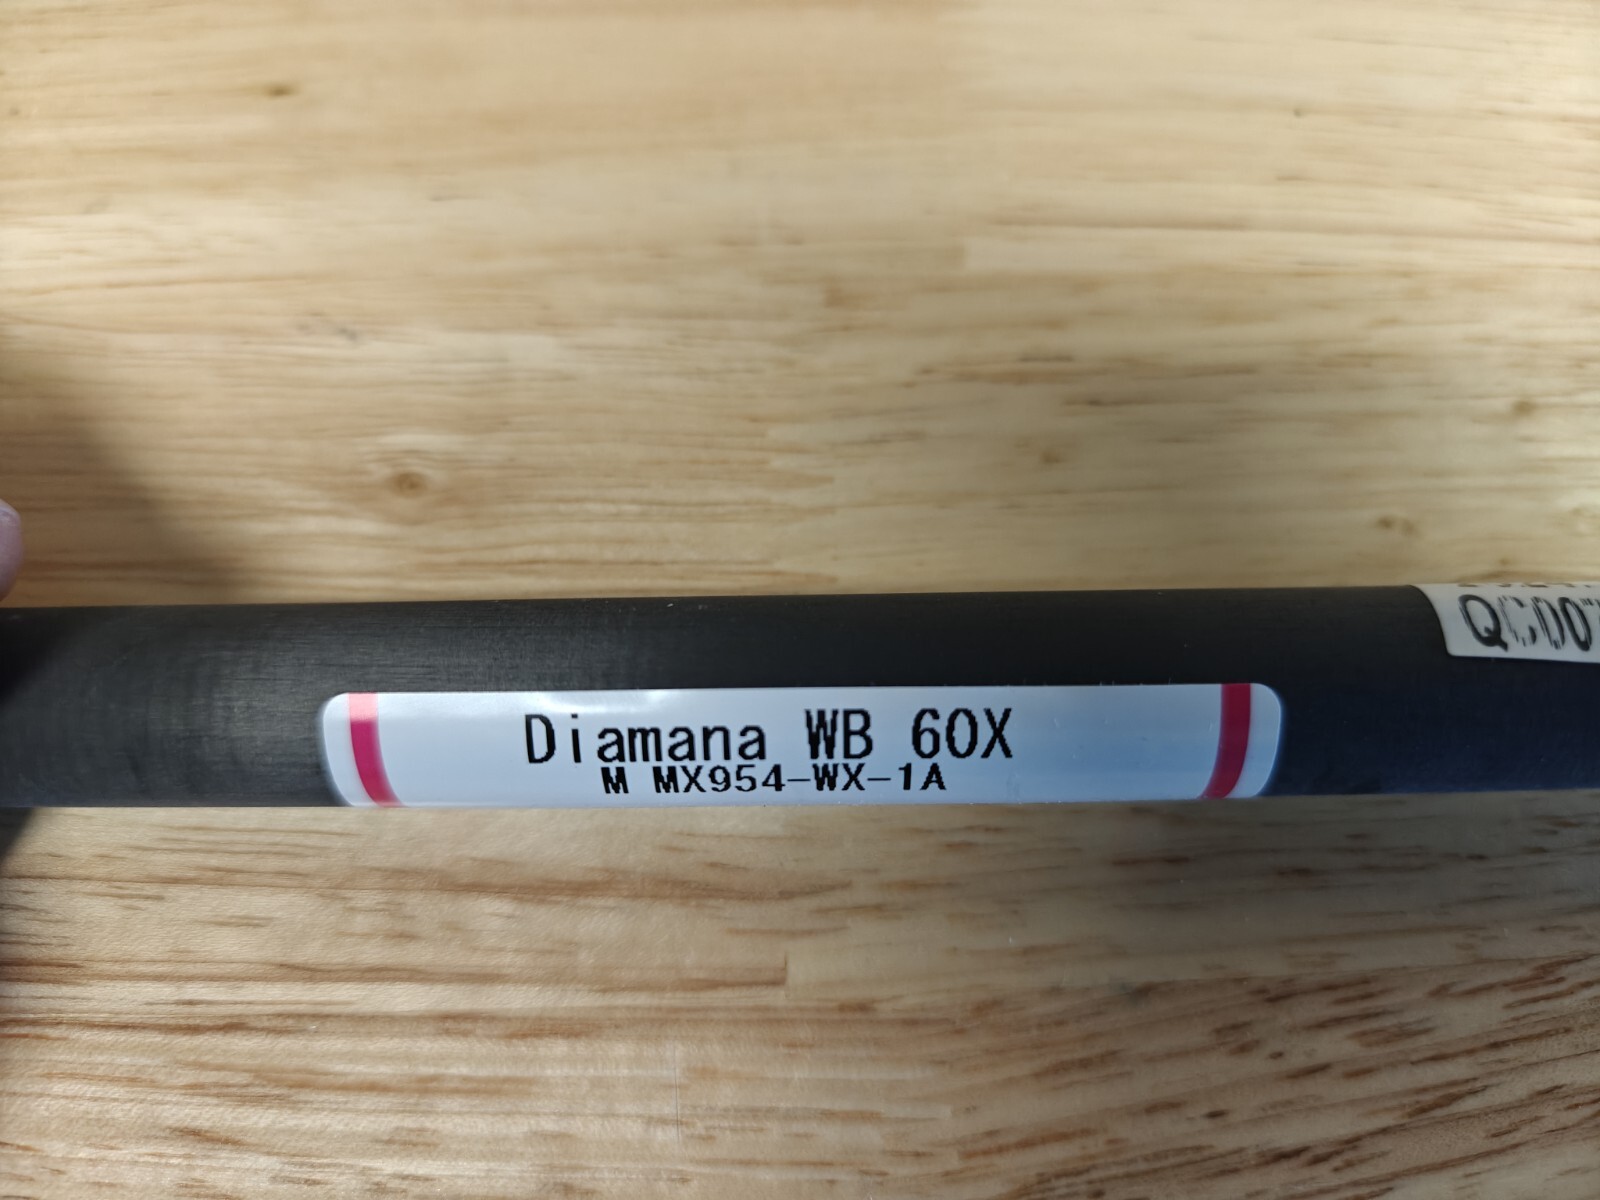 Diamana WB 60X
M MX954-WX-1A